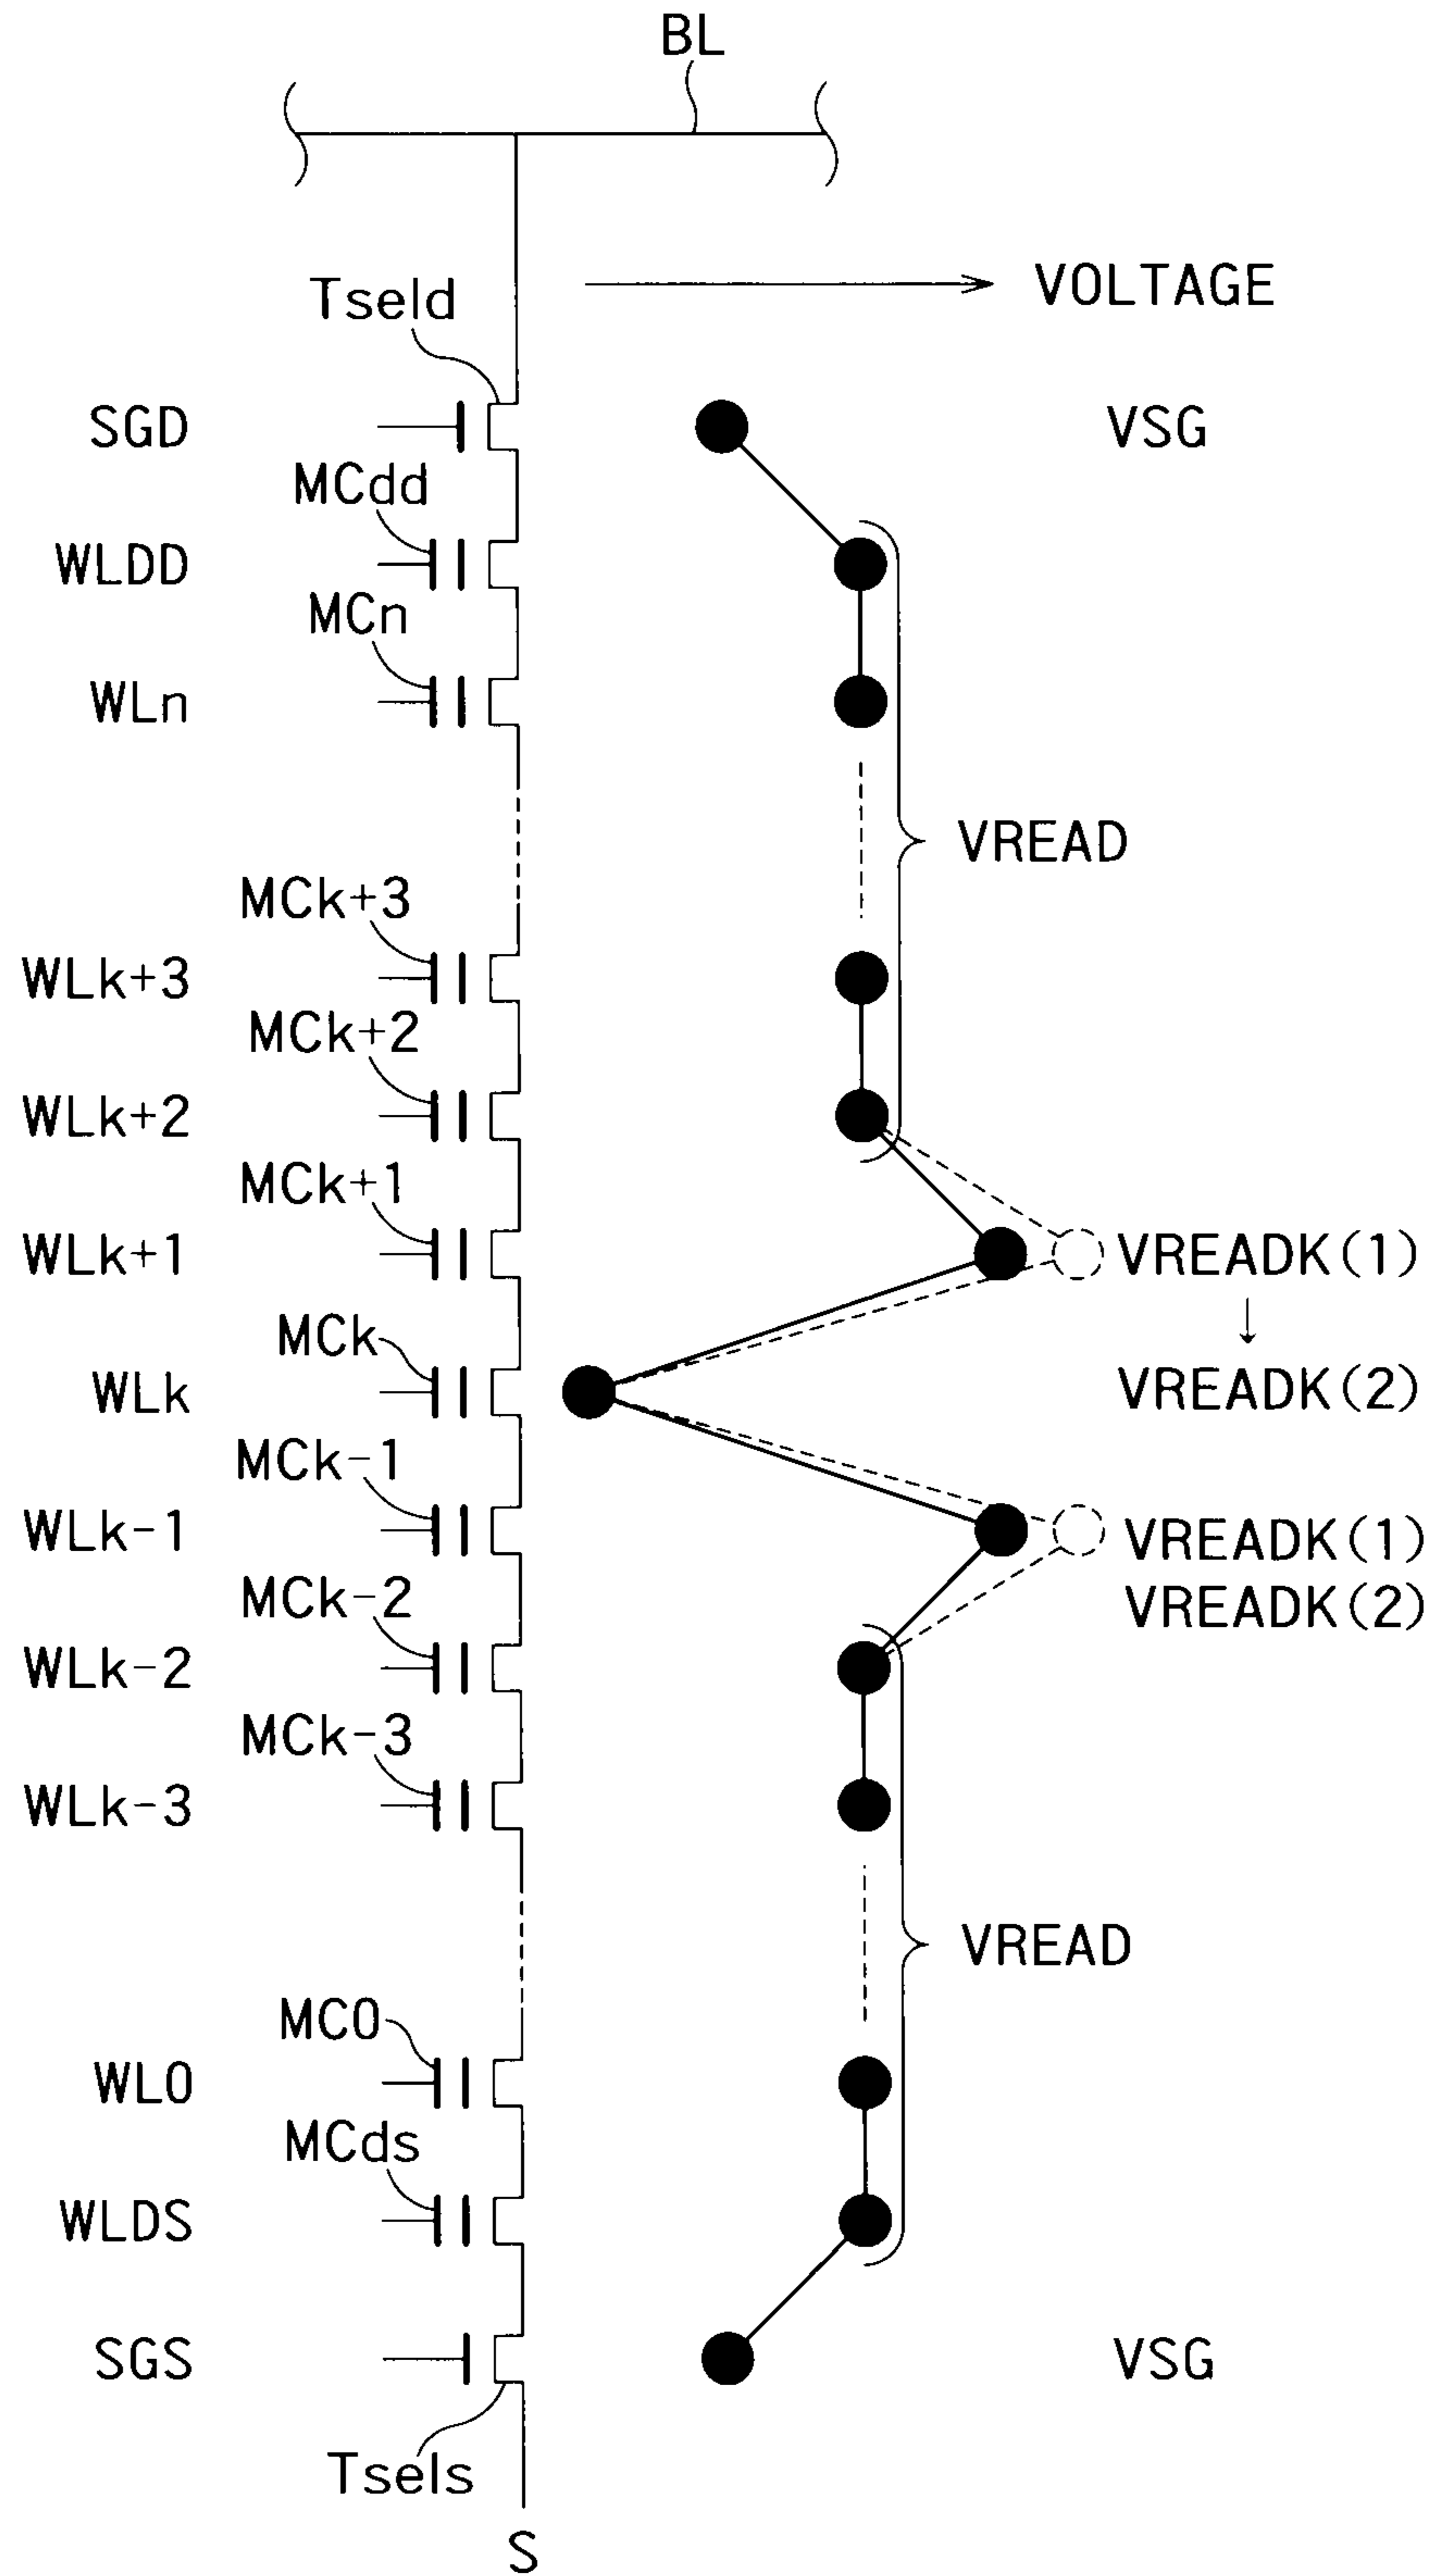 BL
VOLTAGE
Tseld
SGD
VSG
MCdd
WLDD
MCn
WLn
VREAD
MCk+3
WLk+3
MCk+2
WLk+2
MCk+1
WLk+1
VREADK(1)
↓
MCk
WLk
VREADK(2)
MCk-1
WLk-1
VREADK(1)
MCk-2
VREADK(2)
WLk-2
MCk-3
WLk-3
VREAD
MC0
WL0
MCds
WLDS
SGS
VSG
Tsels
S